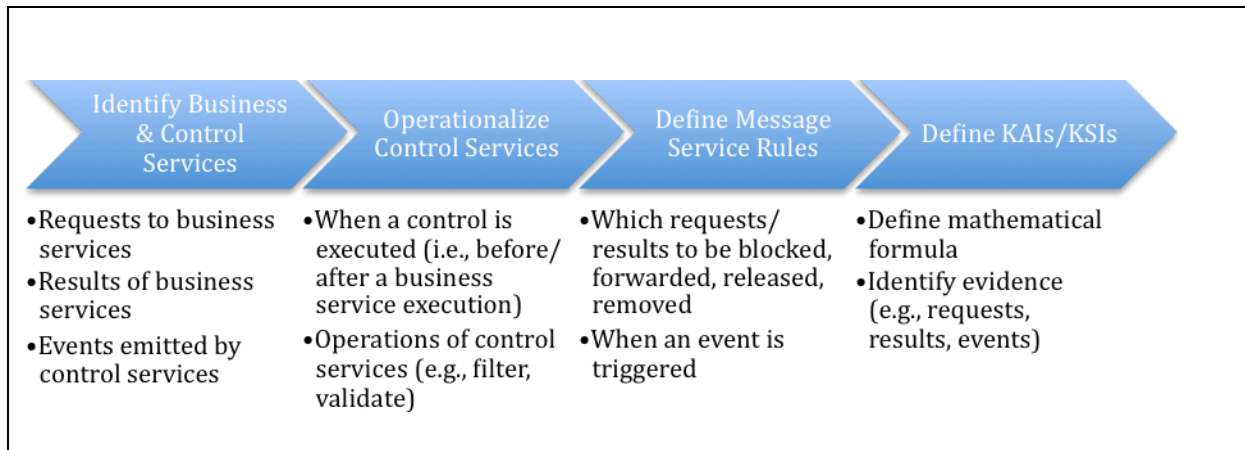 Identify Business
& Control
Services
Operationalize
Control Services
Define Message
Service Rules
Define KAIs/KSIs
•Requests to business
services
•Results of business
services
•Events emitted by
control services
•When a control is
executed (i.e., before/
after a business
service execution)
•Operations of control
services (e.g., filter,
validate)
•Which requests/
results to be blocked,
forwarded, released,
removed
•When an event is
triggered
•Define mathematical
formula
•Identify evidence
(e.g., requests,
results, events)